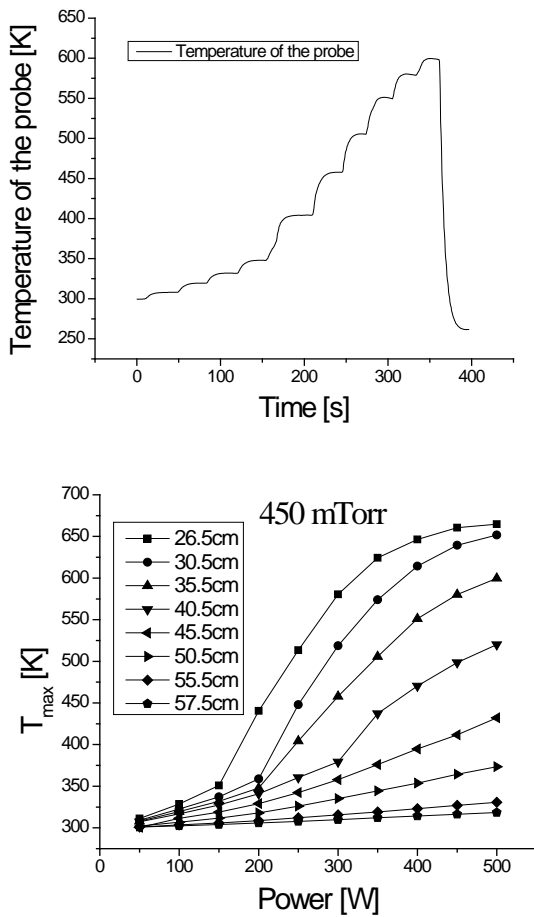 Temperature of the probe [K]
650
600
550
500
450
400
350
300
250
Temperature of the probe
0
100
200
300
400
Time [s]
T max [K]
700
650
600
550
500
450
400
350
300
450 mTorr
26.5cm
30.5cm
35.5cm
40.5cm
45.5cm
50.5cm
55.5cm
57.5cm
0
100
200
300
400
500
Power [W]